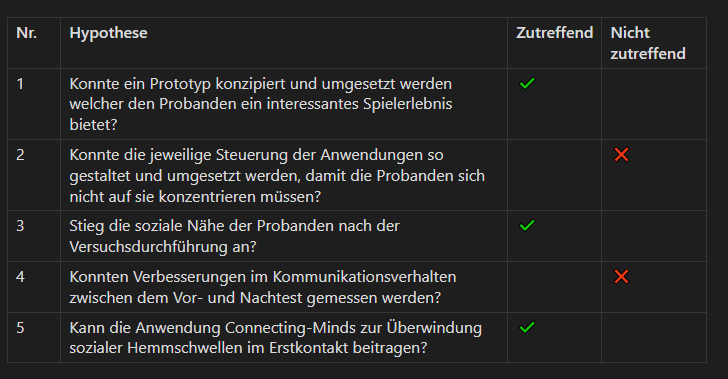 Nr. Hypothese Zutreffend Nicht
zutreffend
1 Konnte ein Prototyp konzipiert und umgesetzt werden
welcher den Probanden ein interessantes Spielerlebnis
bietet?
2 Konnte die jeweilige Steuerung der Anwendungen so
gestaltet und umgesetzt werden, damit die Probanden sich
nicht auf sie konzentrieren müssen?
3 Stieg die soziale Nähe der Probanden nach der
Versuchsdurchführung an?
4 Konnten Verbesserungen im Kommunikationsverhalten
zwischen dem Vor- und Nachtest gemessen werden?
5 Kann die Anwendung Connecting-Minds zur Überwindung
sozialer Hemmschwellen im Erstkontakt beitragen?